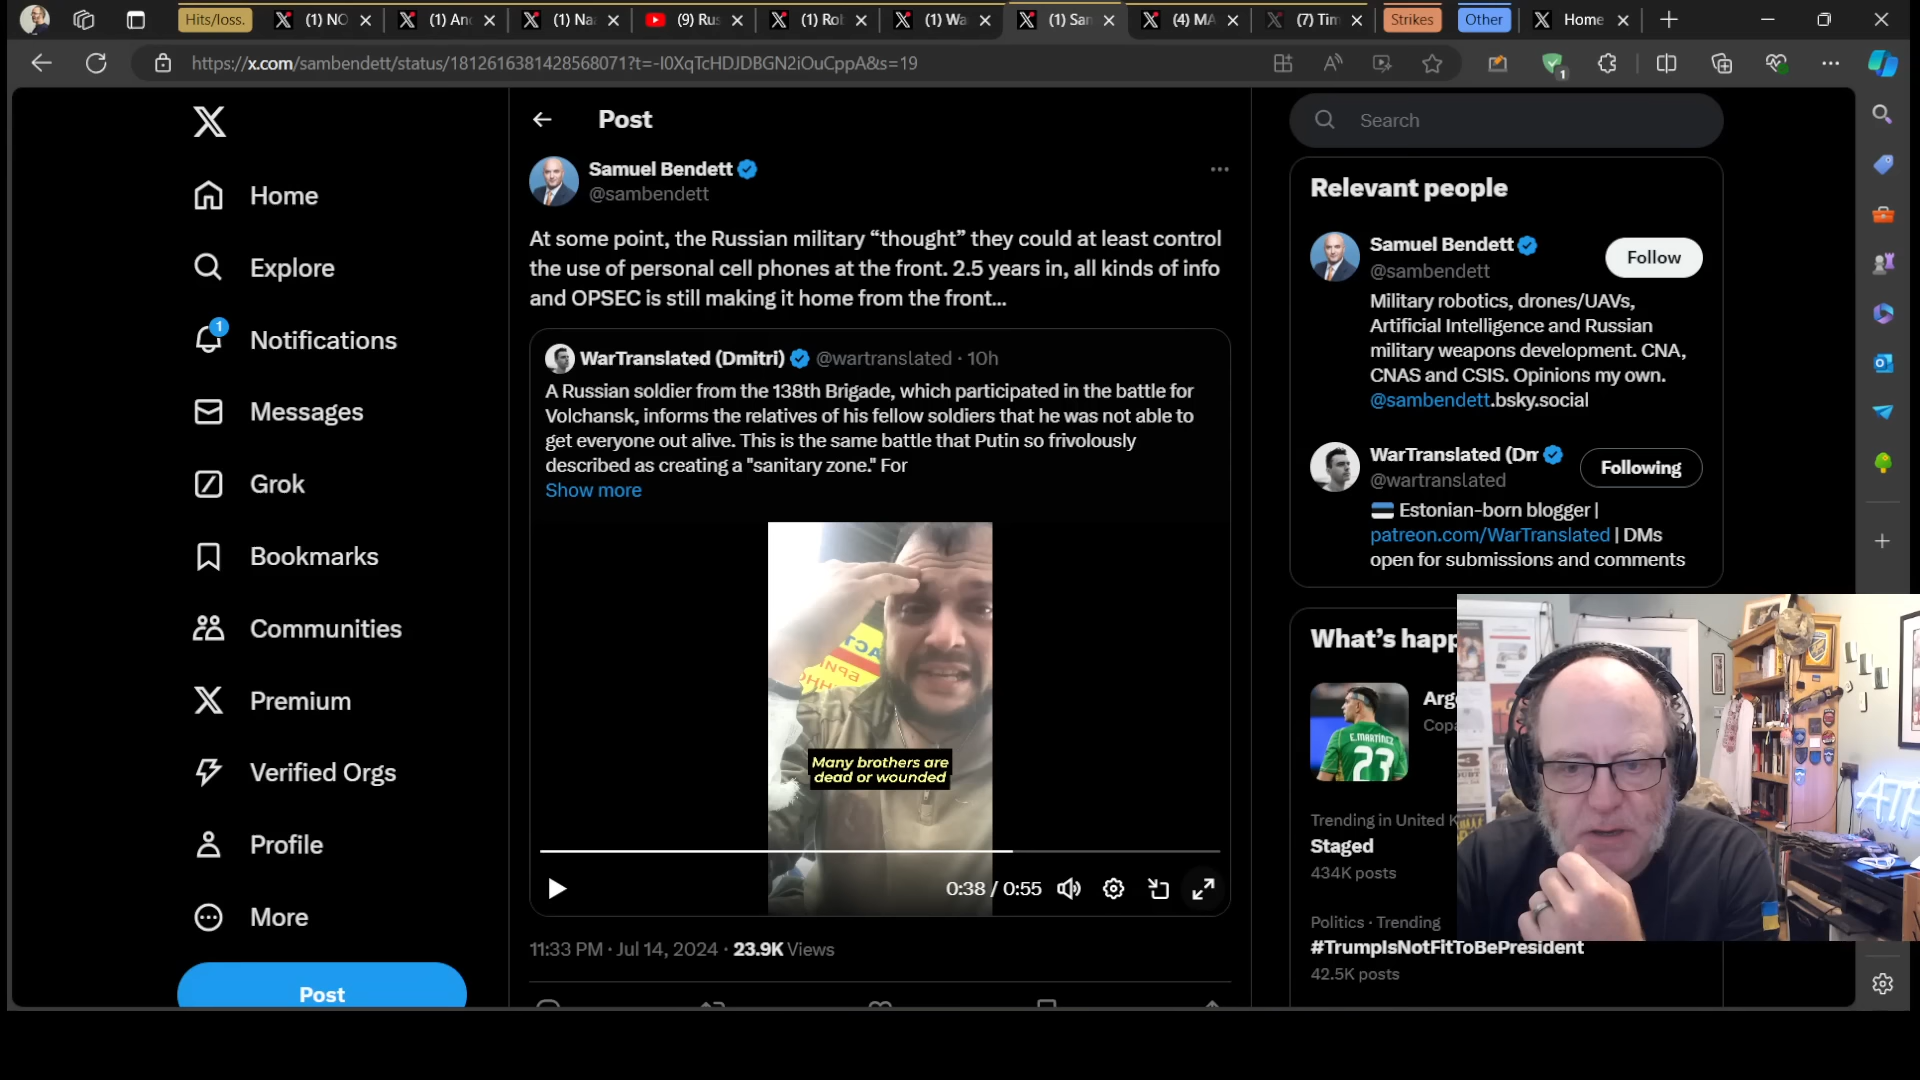 Hits/loss.
(1) NO
(1) An
(1) Na
(9) Rus
(1) Rol
(1) Wa
(1) San
(4) MA
(7) Tim
Strikes
Other
Home
https://x.com/sambendett/status/1812616381428568071?t=-I0XqTcHDJDBGN2iOuCppA&s=19
1
Home
Explore
1
Notifications
Messages
Grok
Bookmarks
Communities
Premium
Verified Orgs
Profile
More
Post
Post
Samuel Bendett
@sambendett
At some point, the Russian military “thought” they could at least control
the use of personal cell phones at the front. 2.5 years in, all kinds of info
and OPSEC is still making it home from the front...
WarTranslated (Dmitri) @wartranslated · 10h
A Russian soldier from the 138th Brigade, which participated in the battle for
Volchansk, informs the relatives of his fellow soldiers that he was not able to
get everyone out alive. This is the same battle that Putin so frivolously
described as creating a "sanitary zone." For
Show more
Many brothers are
dead or wounded
0:38 / 0:55
11:33 PM · Jul 14, 2024 · 23.9K Views
Search
Relevant people
Samuel Bendett
@sambendett
Follow
Military robotics, drones/UAVs,
Artificial Intelligence and Russian
military weapons development. CNA,
CNAS and CSIS. Opinions my own.
@sambendett.bsky.social
WarTranslated (Dm
@wartranslated
Following
Estonian-born blogger |
patreon.com/WarTranslated | DMs
open for submissions and comments
What’s happ
Arg
Copa
E.MARTÍNEZ
23
Trending in United K
Staged
434K posts
Politics · Trending
#TrumpIsNotFitToBePresident
42.5K posts